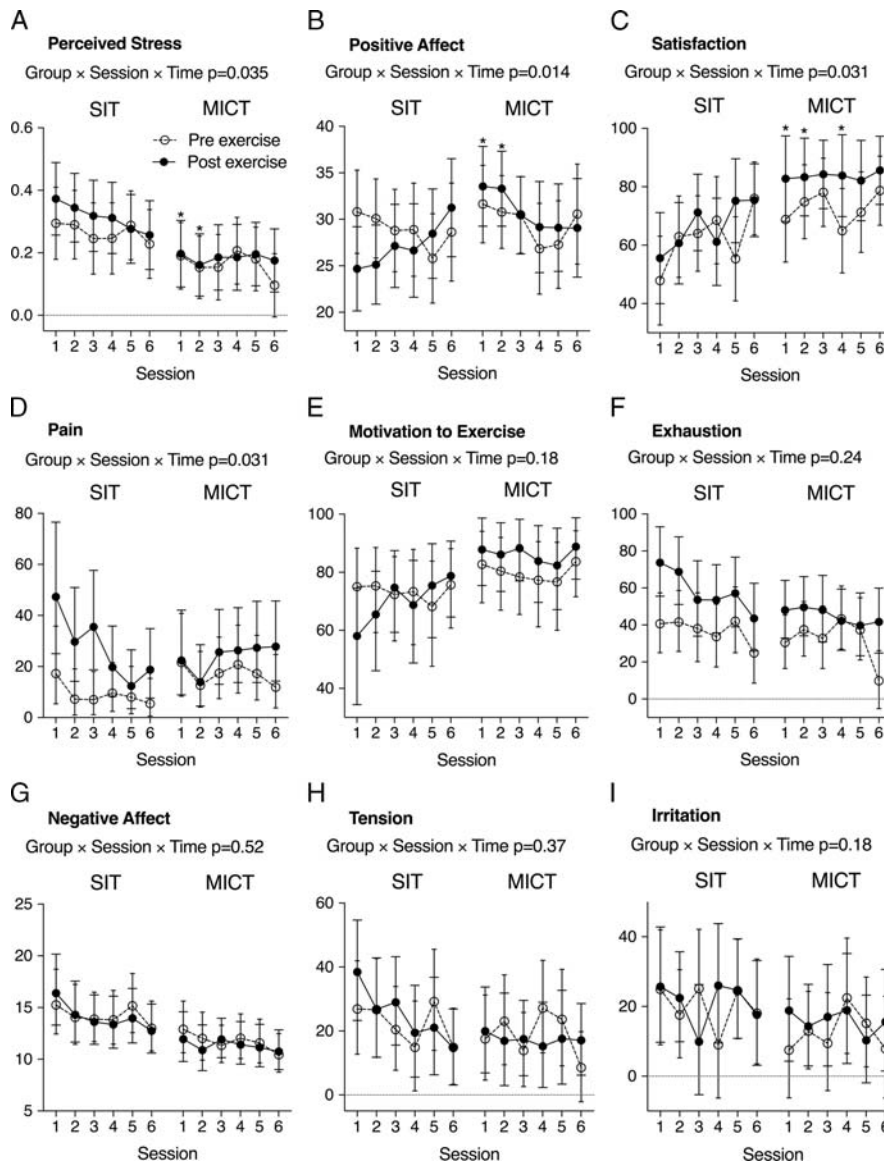 A
Perceived Stress
Group × Session × Time p=0.035
SIT
MICT
Pre exercise
Post exercise
0.6
0.4
0.2
0.0
*
*
1 2 3 4 5 6
1 2 3 4 5 6
Session
B
Positive Affect
Group × Session × Time p=0.014
SIT
MICT
40
35
30
25
20
*
*
1 2 3 4 5 6
1 2 3 4 5 6
Session
C
Satisfaction
Group × Session × Time p=0.031
SIT
MICT
100
80
60
40
*
*
*
1 2 3 4 5 6
1 2 3 4 5 6
Session
D
Pain
Group × Session × Time p=0.031
SIT
MICT
80
60
40
20
0
1 2 3 4 5 6
1 2 3 4 5 6
Session
E
Motivation to Exercise
Group × Session × Time p=0.18
SIT
MICT
100
80
60
40
1 2 3 4 5 6
1 2 3 4 5 6
Session
F
Exhaustion
Group × Session × Time p=0.24
SIT
MICT
100
80
60
40
20
0
1 2 3 4 5 6
1 2 3 4 5 6
Session
G
Negative Affect
Group × Session × Time p=0.52
SIT
MICT
25
20
15
10
5
1 2 3 4 5 6
1 2 3 4 5 6
Session
H
Tension
Group × Session × Time p=0.37
SIT
MICT
60
40
20
0
1 2 3 4 5 6
1 2 3 4 5 6
Session
I
Irritation
Group × Session × Time p=0.18
SIT
MICT
40
20
0
1 2 3 4 5 6
1 2 3 4 5 6
Session